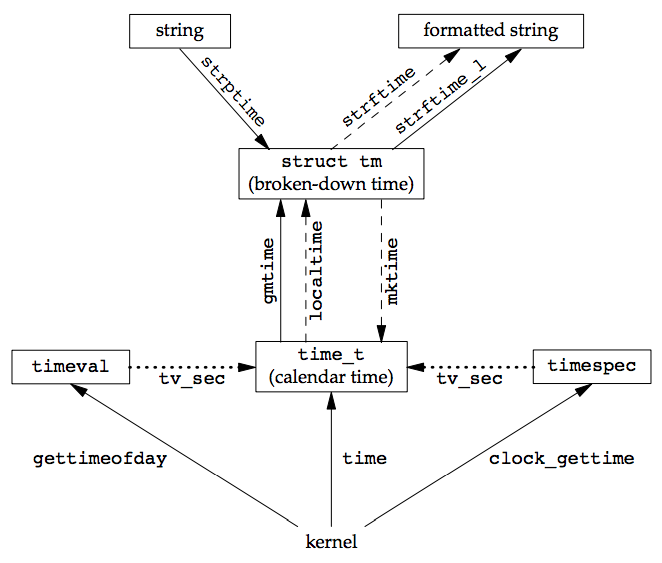 string
formatted string
strptime
strftime
strftime_l
struct tm
(broken-down time)
gmtime
localtime
mktime
timeval
tv_sec
time_t
(calendar time)
tv_sec
timespec
gettimeofday
time
clock_gettime
kernel